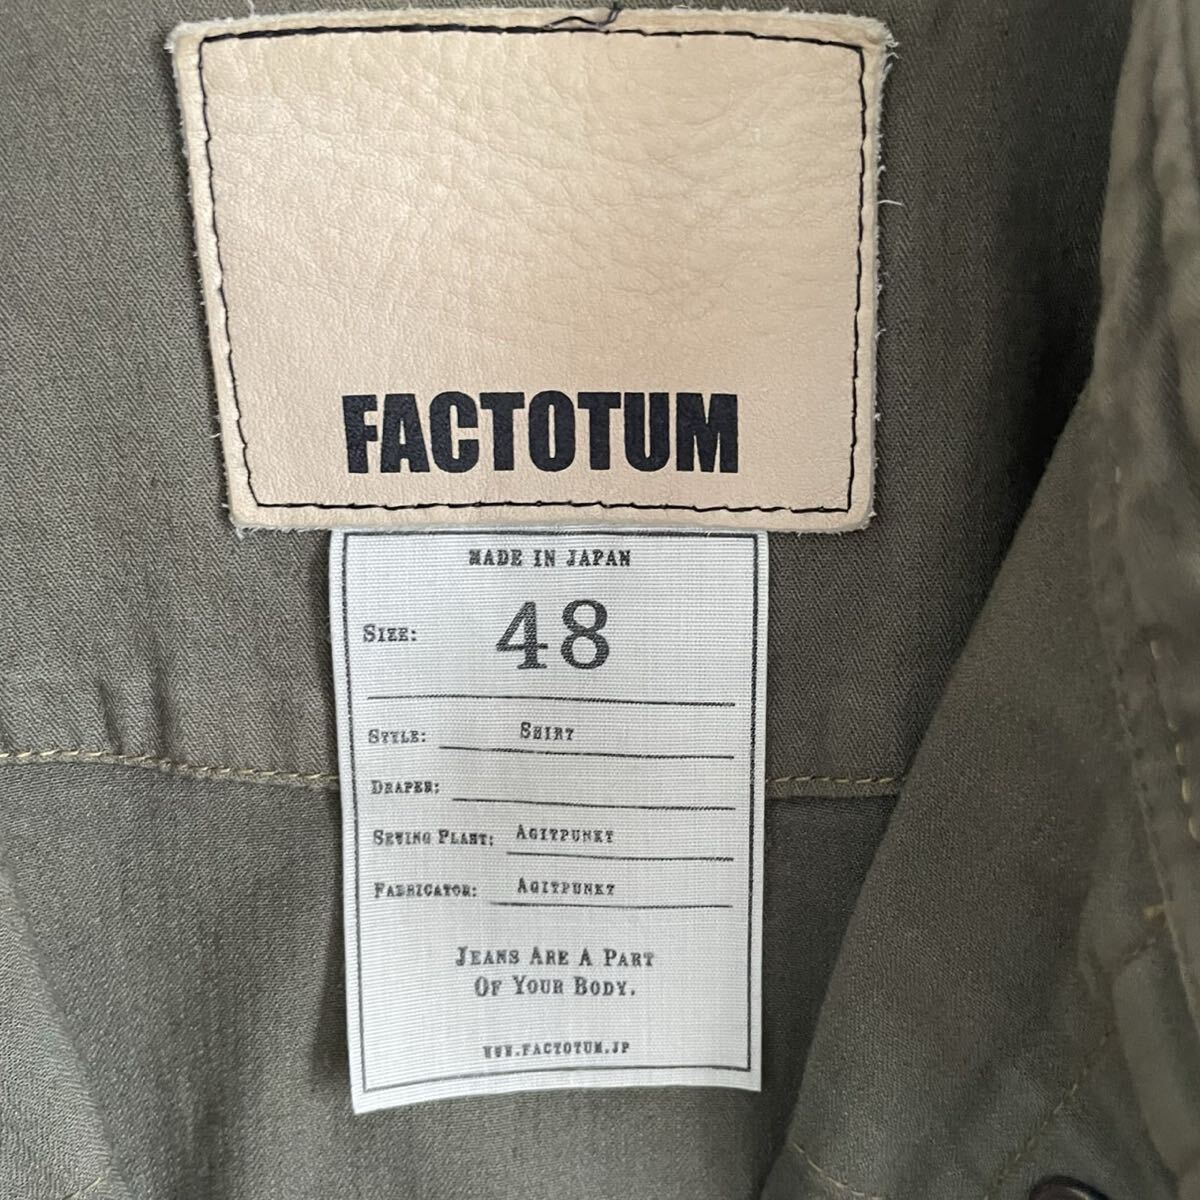 FACTOTUM
MADE IN JAPAN
SIZE: 48
STYLE: SHIRT
DRAPER:
SEWING PLANT: AGITPUNKT
FABRICATOR: AGITPUNKT
JEANS ARE A PART
OF YOUR BODY.
WWW.FACTOTUM.JP